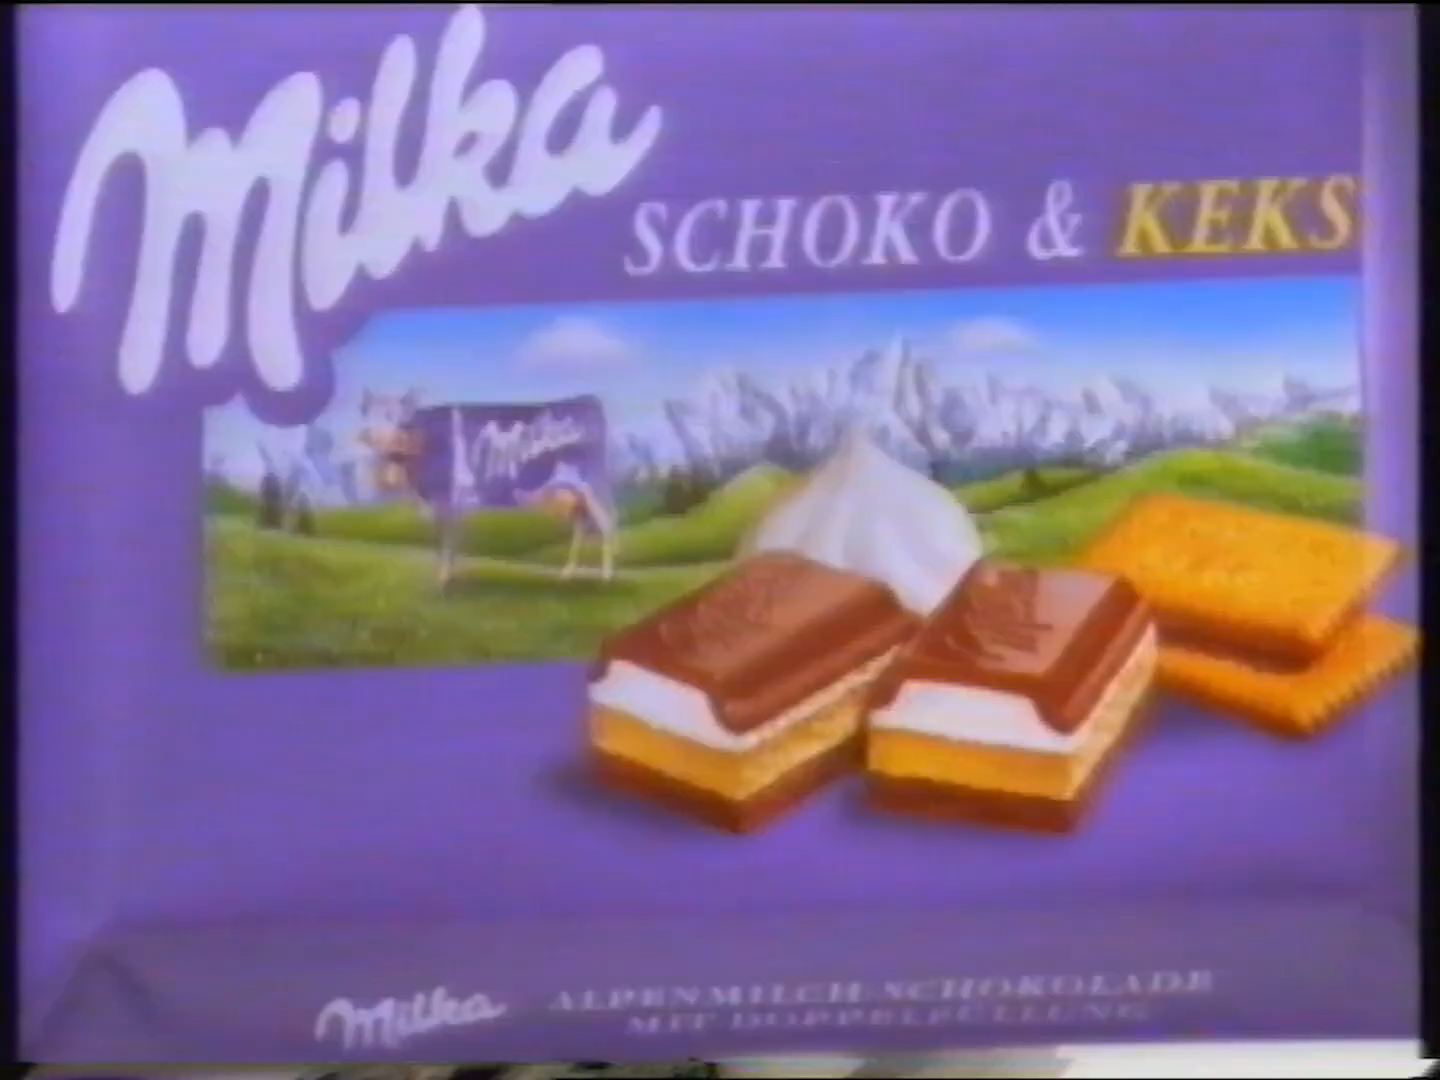 Milka
SCHOKO & KEKS
Milka
Milka ALPENMILCH-SCHOKOLADE
MIT DOPPELFÜLLUNG